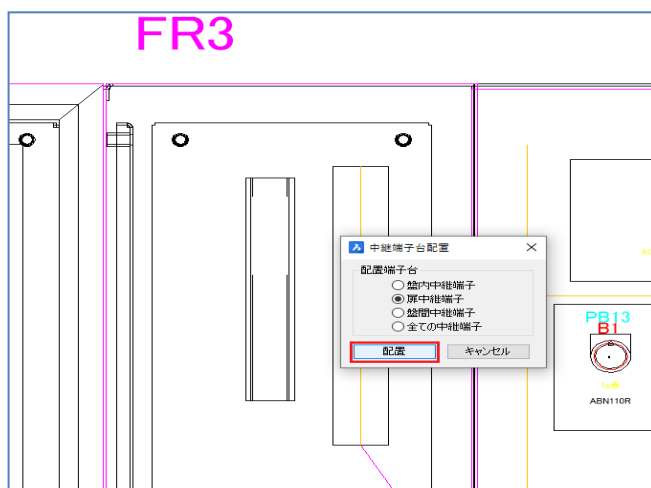 FR3
中継端子台配置
配置端子台
盤内中継端子
扉中継端子
盤間中継端子
全ての中継端子
配置
キャンセル
PB13
B1
ABN110R